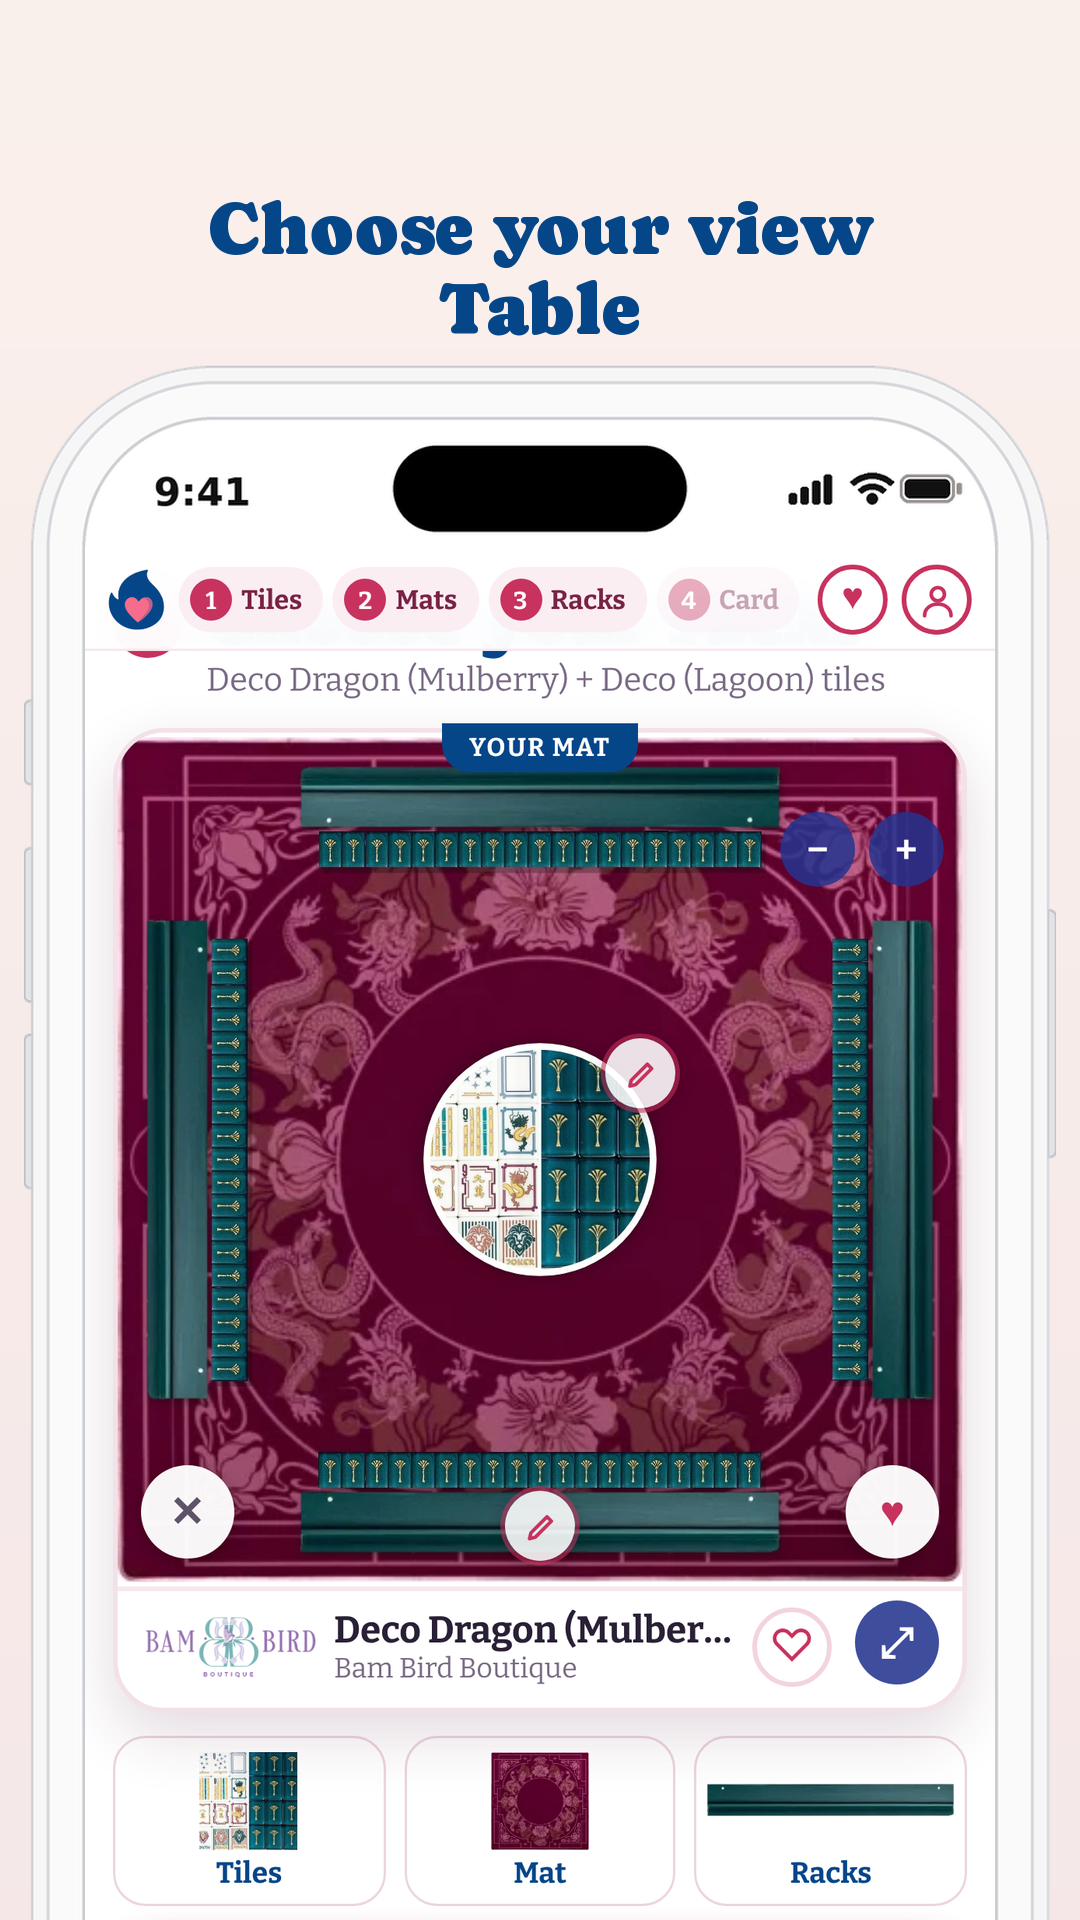 Choose your view
Table
9:41
1 Tiles
2 Mats
3 Racks
4 Card
Deco Dragon (Mulberry) + Deco (Lagoon) tiles
YOUR MAT
JOKER
BAM BIRD
BOUTIQUE
Deco Dragon (Mulber...
Bam Bird Boutique
Tiles
Mat
Racks